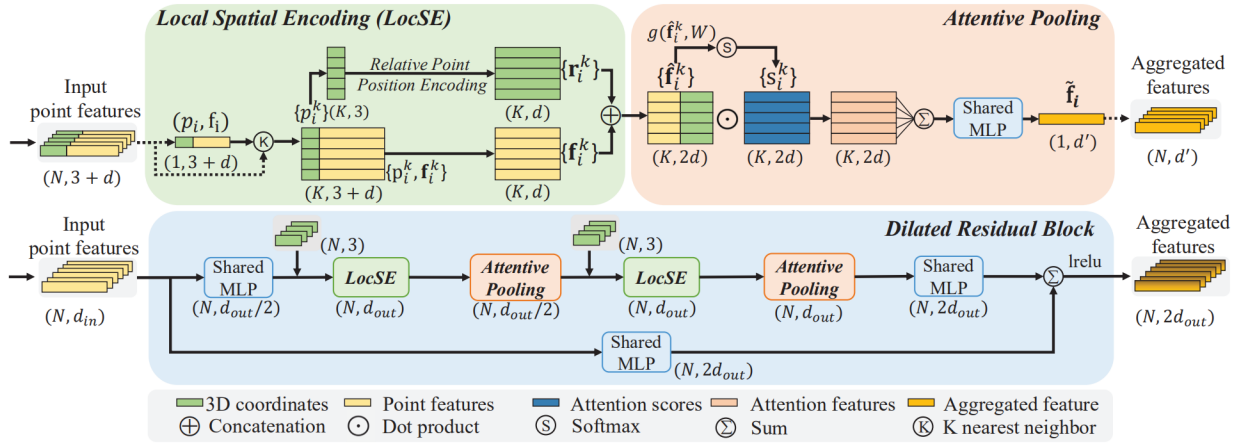 Local Spatial Encoding (LocSE)
Attentive Pooling
Input
point features
(N, 3 + d)
(p_i, f_i)
(1, 3 + d)
K
{p_i^k}(K, 3)
Relative Point
Position Encoding
(K, d)
{r_i^k}
(K, 3 + d)
{p_i^k, f_i^k}
(K, d)
{f_i^k}
+
g(f̂_i^k, W)
S
{f̂_i^k}
{s_i^k}
(K, 2d)
(K, 2d)
(K, 2d)
Σ
Shared
MLP
f̃_i
(1, d′)
Aggregated
features
(N, d′)
Dilated Residual Block
Input
point features
(N, d_in)
Shared
MLP
(N, d_out/2)
(N, 3)
LocSE
(N, d_out)
Attentive
Pooling
(N, d_out/2)
(N, 3)
LocSE
(N, d_out)
Attentive
Pooling
(N, d_out)
Shared
MLP
(N, 2d_out)
Shared
MLP
(N, 2d_out)
Σ
lrelu
Aggregated
features
(N, 2d_out)
3D coordinates
Point features
Attention scores
Attention features
Aggregated feature
+ Concatenation
⊙ Dot product
S Softmax
Σ Sum
K K nearest neighbor